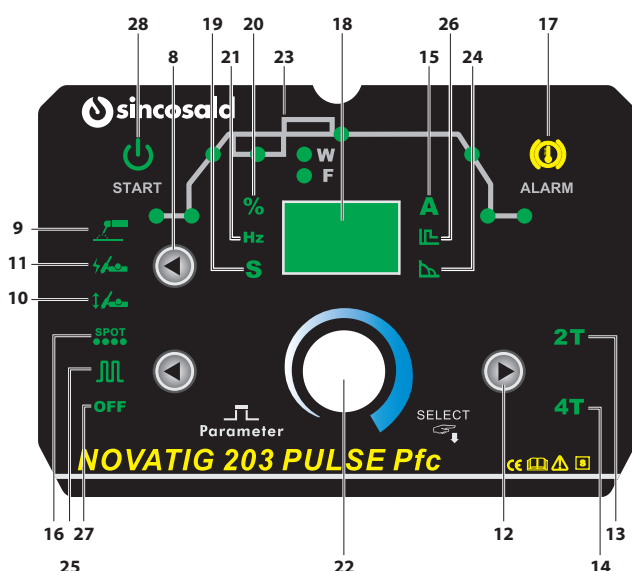 28 8 19 21 20 23 18 15 26 24 17
sincosald
START
W
F
ALARM
% A
Hz
S
9
11
10
SPOT
2T
OFF
4T
Parameter
SELECT
NOVATIG 203 PULSE Pfc
CE S
16 27 12 13
25 22 14